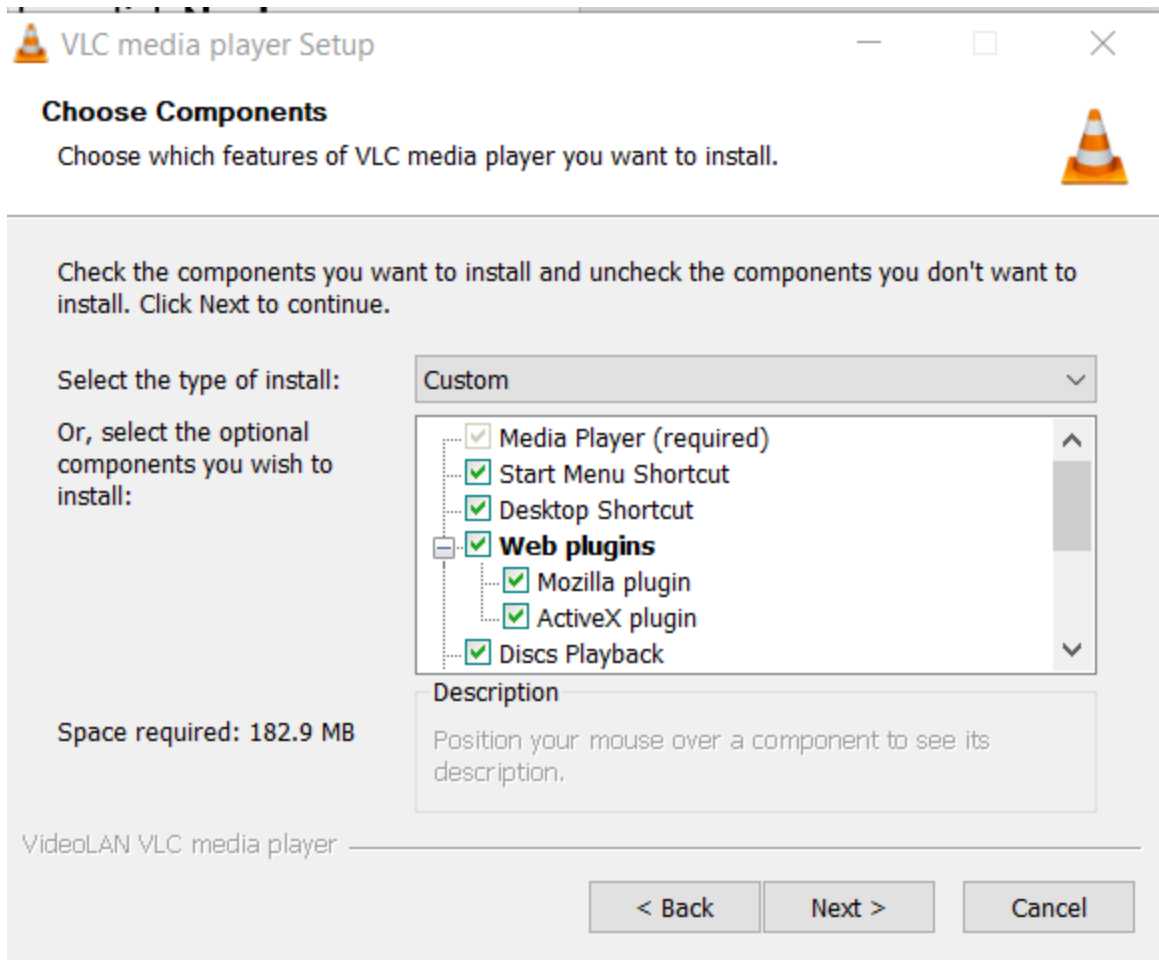 VLC media player Setup
Choose Components
Choose which features of VLC media player you want to install.
Check the components you want to install and uncheck the components you don't want to
install. Click Next to continue.
Select the type of install:
Custom
Or, select the optional
components you wish to
install:
Media Player (required)
Start Menu Shortcut
Desktop Shortcut
Web plugins
Mozilla plugin
ActiveX plugin
Discs Playback
Space required: 182.9 MB
Description
Position your mouse over a component to see its
description.
VideoLAN VLC media player
< Back
Next >
Cancel